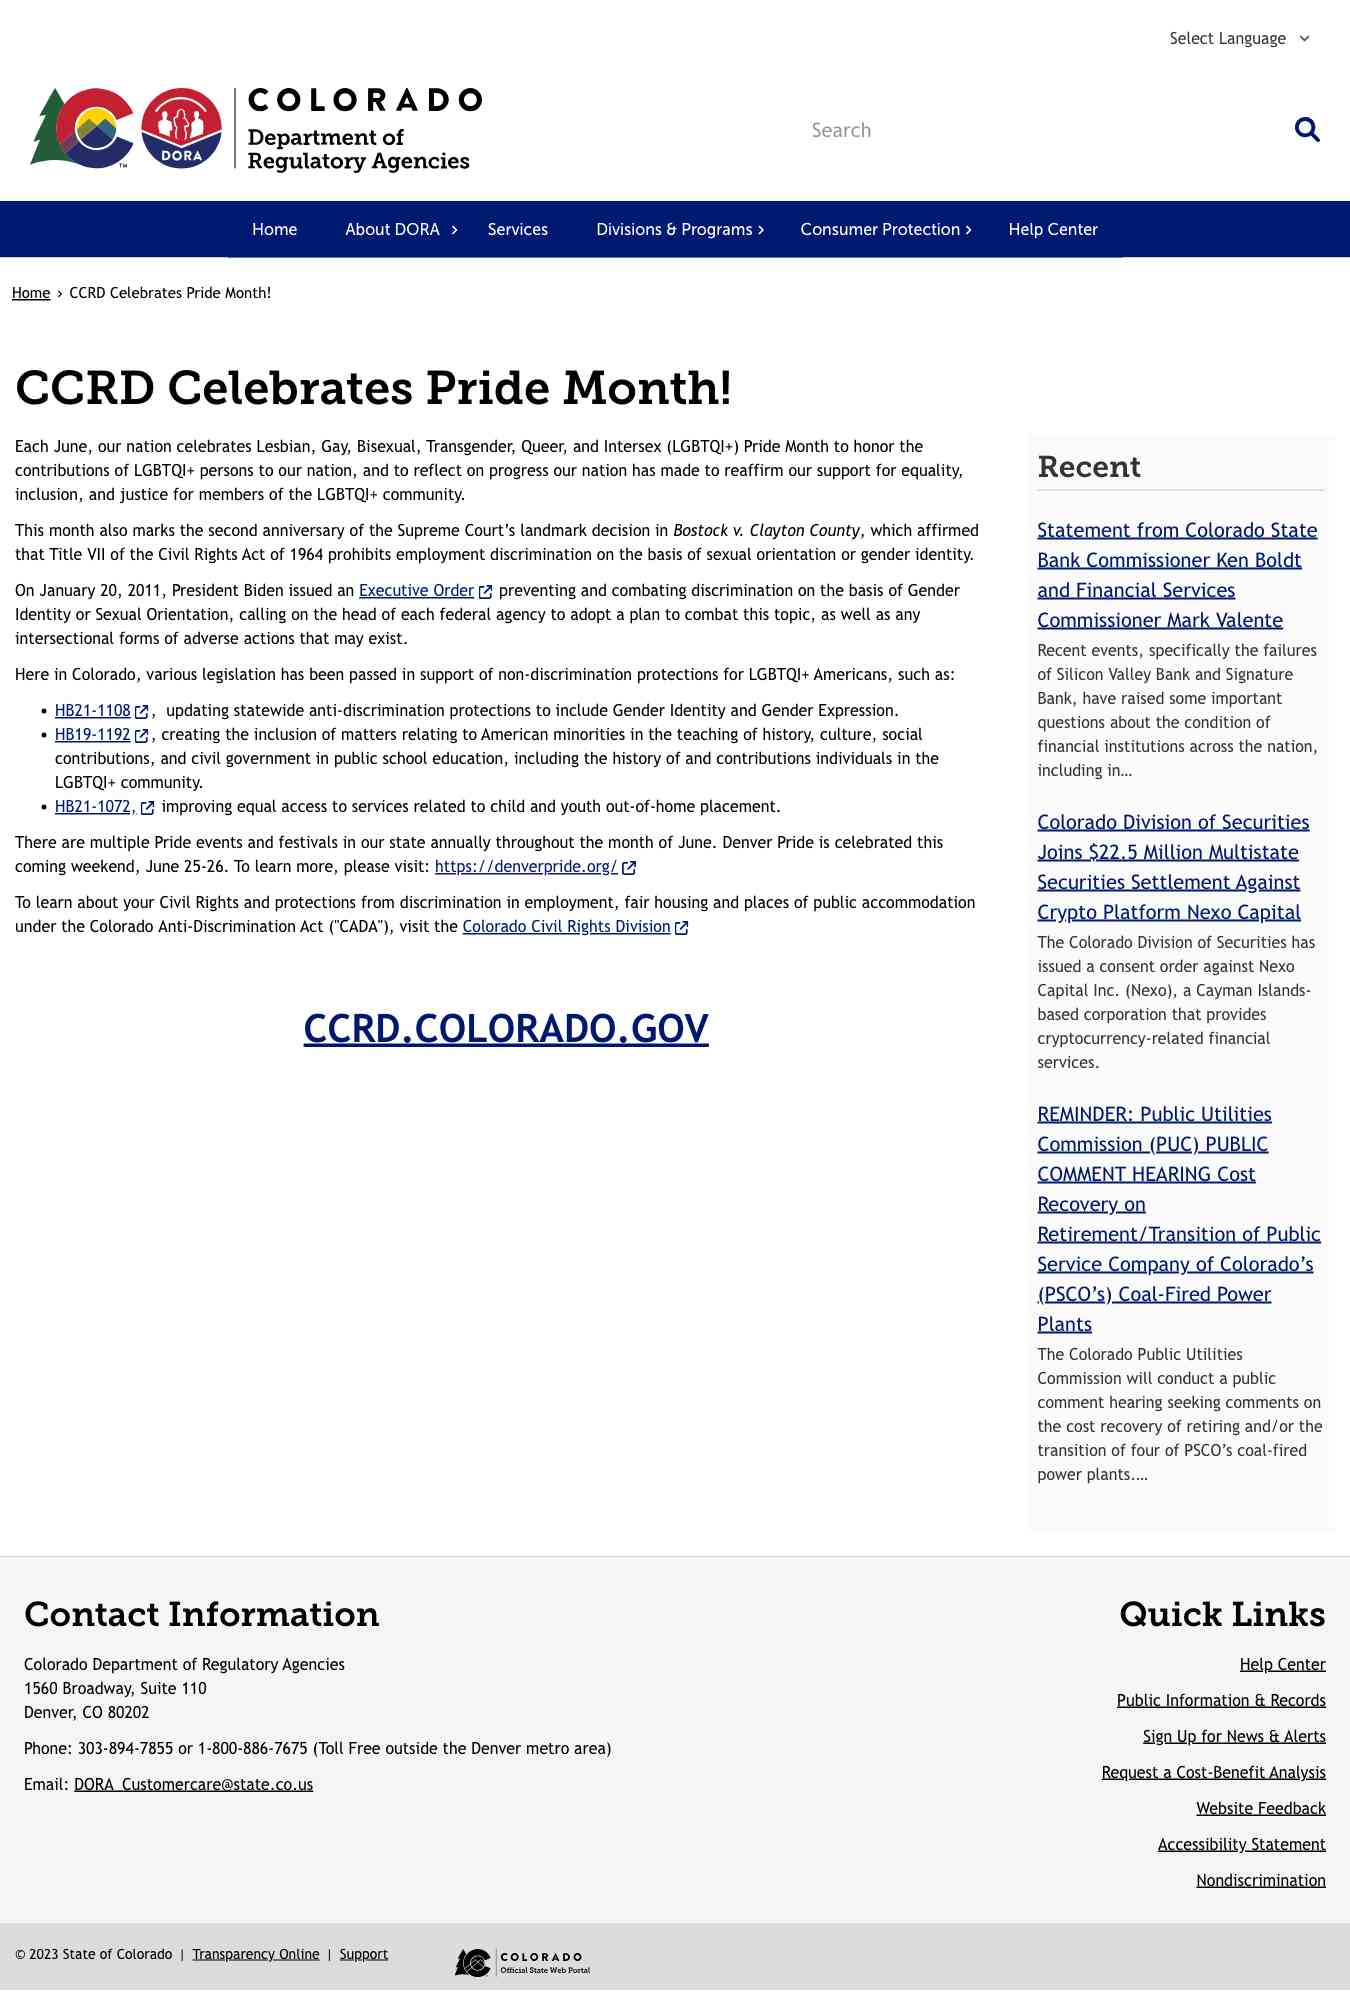 Select Language
COLORADO
Department of
Regulatory Agencies
DORA
TM
Search
Home About DORA Services Divisions & Programs Consumer Protection Help Center
Home › CCRD Celebrates Pride Month!
CCRD Celebrates Pride Month!
Each June, our nation celebrates Lesbian, Gay, Bisexual, Transgender, Queer, and Intersex (LGBTQI+) Pride Month to honor the
contributions of LGBTQI+ persons to our nation, and to reflect on progress our nation has made to reaffirm our support for equality,
inclusion, and justice for members of the LGBTQI+ community.
This month also marks the second anniversary of the Supreme Court’s landmark decision in Bostock v. Clayton County, which affirmed
that Title VII of the Civil Rights Act of 1964 prohibits employment discrimination on the basis of sexual orientation or gender identity.
On January 20, 2011, President Biden issued an Executive Order preventing and combating discrimination on the basis of Gender
Identity or Sexual Orientation, calling on the head of each federal agency to adopt a plan to combat this topic, as well as any
intersectional forms of adverse actions that may exist.
Here in Colorado, various legislation has been passed in support of non-discrimination protections for LGBTQI+ Americans, such as:
• HB21-1108 , updating statewide anti-discrimination protections to include Gender Identity and Gender Expression.
• HB19-1192 , creating the inclusion of matters relating to American minorities in the teaching of history, culture, social
contributions, and civil government in public school education, including the history of and contributions individuals in the
LGBTQI+ community.
• HB21-1072, improving equal access to services related to child and youth out-of-home placement.
There are multiple Pride events and festivals in our state annually throughout the month of June. Denver Pride is celebrated this
coming weekend, June 25-26. To learn more, please visit: https://denverpride.org/
To learn about your Civil Rights and protections from discrimination in employment, fair housing and places of public accommodation
under the Colorado Anti-Discrimination Act ("CADA"), visit the Colorado Civil Rights Division
CCRD.COLORADO.GOV
Recent
Statement from Colorado State
Bank Commissioner Ken Boldt
and Financial Services
Commissioner Mark Valente
Recent events, specifically the failures
of Silicon Valley Bank and Signature
Bank, have raised some important
questions about the condition of
financial institutions across the nation,
including in…
Colorado Division of Securities
Joins $22.5 Million Multistate
Securities Settlement Against
Crypto Platform Nexo Capital
The Colorado Division of Securities has
issued a consent order against Nexo
Capital Inc. (Nexo), a Cayman Islands-
based corporation that provides
cryptocurrency-related financial
services.
REMINDER: Public Utilities
Commission (PUC) PUBLIC
COMMENT HEARING Cost
Recovery on
Retirement/Transition of Public
Service Company of Colorado’s
(PSCO’s) Coal-Fired Power
Plants
The Colorado Public Utilities
Commission will conduct a public
comment hearing seeking comments on
the cost recovery of retiring and/or the
transition of four of PSCO’s coal-fired
power plants.…
Contact Information
Colorado Department of Regulatory Agencies
1560 Broadway, Suite 110
Denver, CO 80202
Phone: 303-894-7855 or 1-800-886-7675 (Toll Free outside the Denver metro area)
Email: DORA_Customercare@state.co.us
Quick Links
Help Center
Public Information & Records
Sign Up for News & Alerts
Request a Cost-Benefit Analysis
Website Feedback
Accessibility Statement
Nondiscrimination
© 2023 State of Colorado | Transparency Online | Support
COLORADO
Official State Web Portal